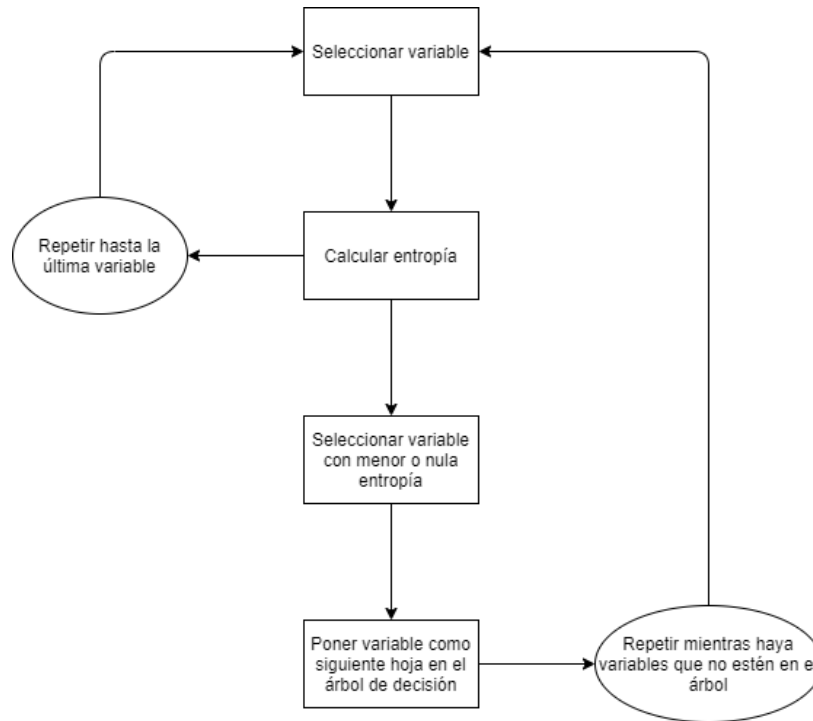 Seleccionar variable
Repetir hasta la
última variable
Calcular entropía
Seleccionar variable
con menor o nula
entropía
Poner variable como
siguiente hoja en el
árbol de decisión
Repetir mientras haya
variables que no estén en e
árbol